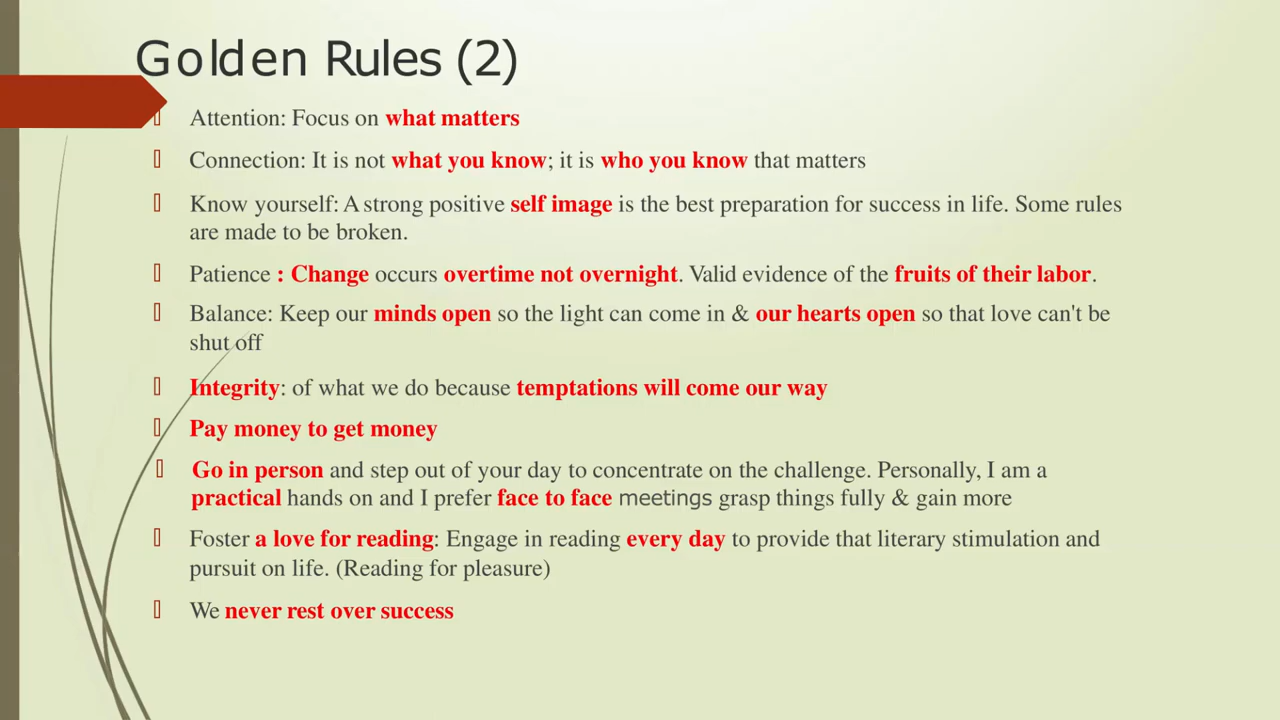 Golden Rules (2)
Attention: Focus on what matters
Connection: It is not what you know; it is who you know that matters
Know yourself: A strong positive self image is the best preparation for success in life. Some rules
are made to be broken.
Patience : Change occurs overtime not overnight. Valid evidence of the fruits of their labor.
Balance: Keep our minds open so the light can come in & our hearts open so that love can't be
shut off
Integrity: of what we do because temptations will come our way
Pay money to get money
Go in person and step out of your day to concentrate on the challenge. Personally, I am a
practical hands on and I prefer face to face meetings grasp things fully & gain more
Foster a love for reading: Engage in reading every day to provide that literary stimulation and
pursuit on life. (Reading for pleasure)
We never rest over success